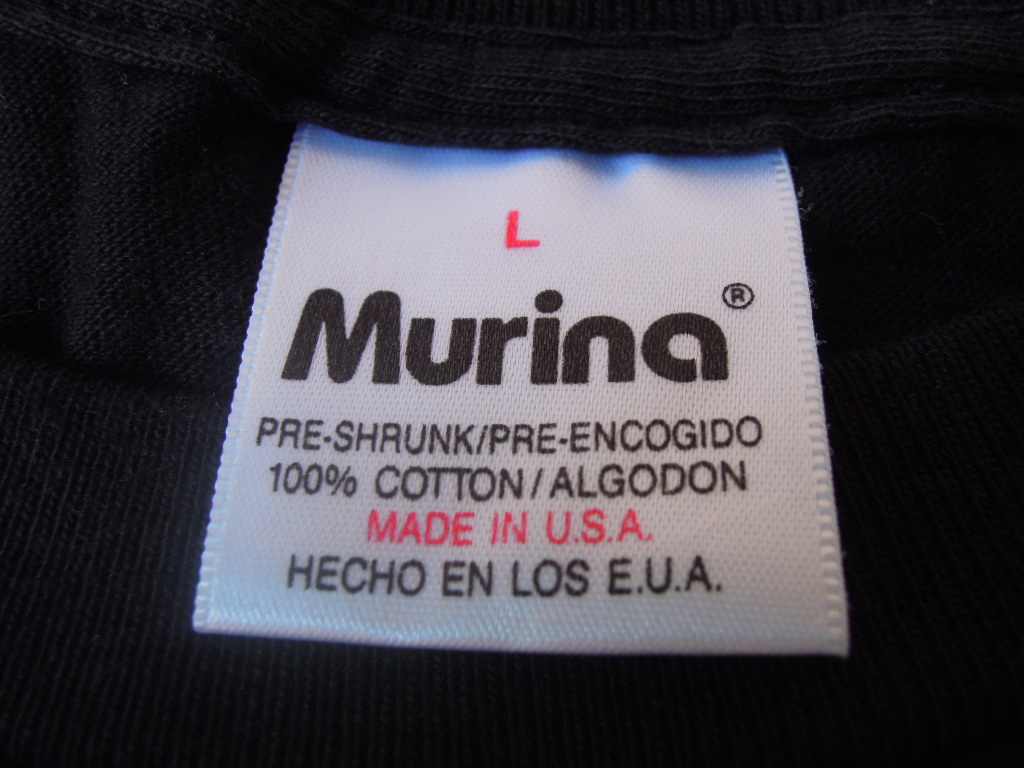 L
Murina®
PRE-SHRUNK/PRE-ENCOGIDO
100% COTTON/ALGODON
MADE IN U.S.A.
HECHO EN LOS E.U.A.